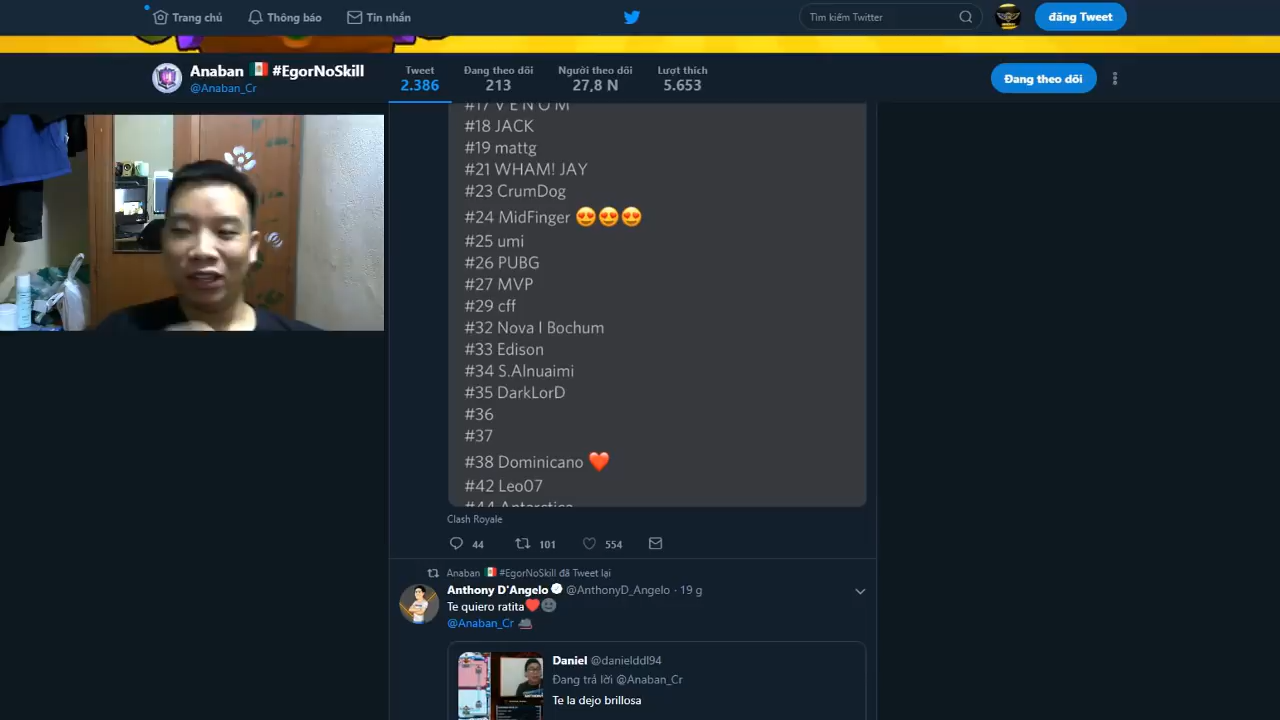 Trang chủ
Thông báo
Tin nhắn
Tìm kiếm Twitter
đăng Tweet
Anaban #EgorNoSkill
@Anaban_Cr
Tweet
2.386
Đang theo dõi
213
Người theo dõi
27,8 N
Lượt thích
5.653
Đang theo dõi
#17 V E N O M
#18 JACK
#19 mattg
#21 WHAM! JAY
#23 CrumDog
#24 MidFinger 😍😍😍
#25 umi
#26 PUBG
#27 MVP
#29 cff
#32 Nova l Bochum
#33 Edison
#34 S.Alnuaimi
#35 DarkLorD
#36
#37
#38 Dominicano ❤️
#42 Leo07
#44 Antarctica
Clash Royale
44
101
554
Anaban #EgorNoSkill đã Tweet lại
Anthony D'Angelo @AnthonyD_Angelo · 19 g
Te quiero ratita
@Anaban_Cr
Daniel @danielddl94
Đang trả lời @Anaban_Cr
Te la dejo brillosa